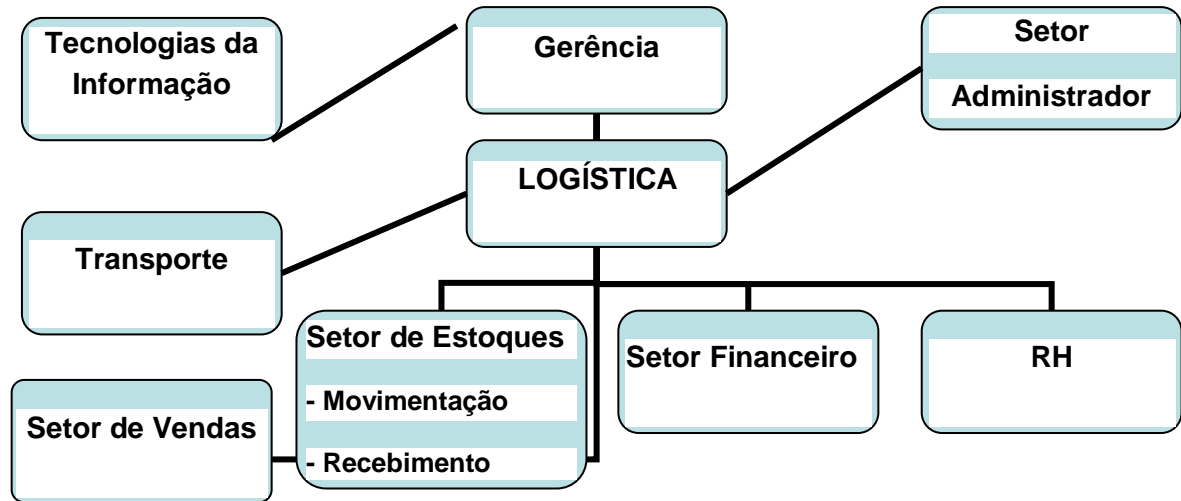 Tecnologias da
Informação
Gerência
Setor
Administrador
LOGÍSTICA
Transporte
Setor de Estoques
- Movimentação
- Recebimento
Setor Financeiro
RH
Setor de Vendas